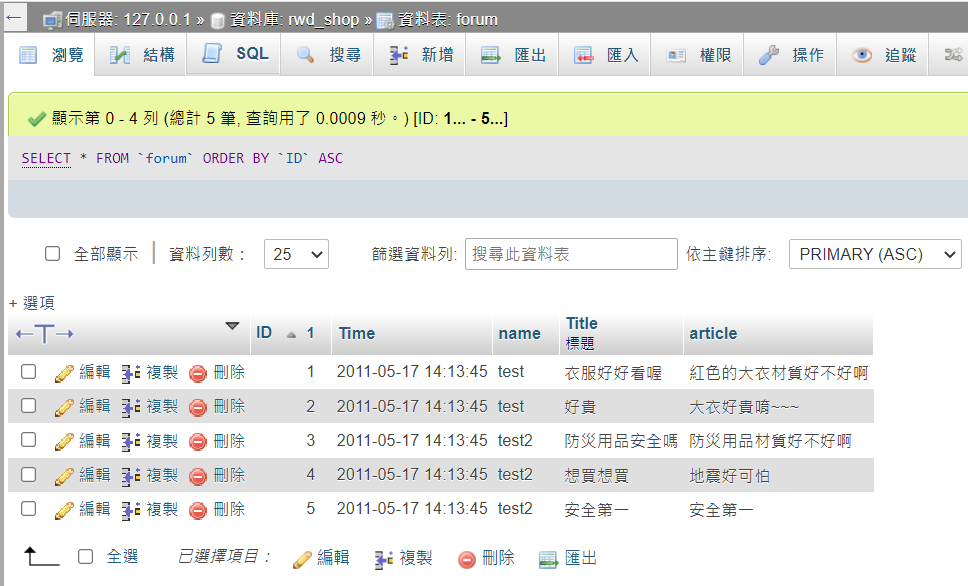 ← 伺服器: 127.0.0.1 » 資料庫: rwd_shop » 資料表: forum
瀏覽 結構 SQL 搜尋 新增 匯出 匯入 權限 操作 追蹤
顯示第 0 - 4 列 (總計 5 筆, 查詢用了 0.0009 秒。) [ID: 1... - 5...]
SELECT * FROM `forum` ORDER BY `ID` ASC
全部顯示 | 資料列數： 25 篩選資料列: 搜尋此資料表 依主鍵排序: PRIMARY (ASC)
+ 選項
←T→ ID 1 Time name Title 標題 article
編輯 複製 刪除 1 2011-05-17 14:13:45 test 衣服好好看喔 紅色的大衣材質好不好啊
編輯 複製 刪除 2 2011-05-17 14:13:45 test 好貴 大衣好貴唷~~~
編輯 複製 刪除 3 2011-05-17 14:13:45 test2 防災用品安全嗎 防災用品材質好不好啊
編輯 複製 刪除 4 2011-05-17 14:13:45 test2 想買想買 地震好可怕
編輯 複製 刪除 5 2011-05-17 14:13:45 test2 安全第一 安全第一
全選 已選擇項目： 編輯 複製 刪除 匯出